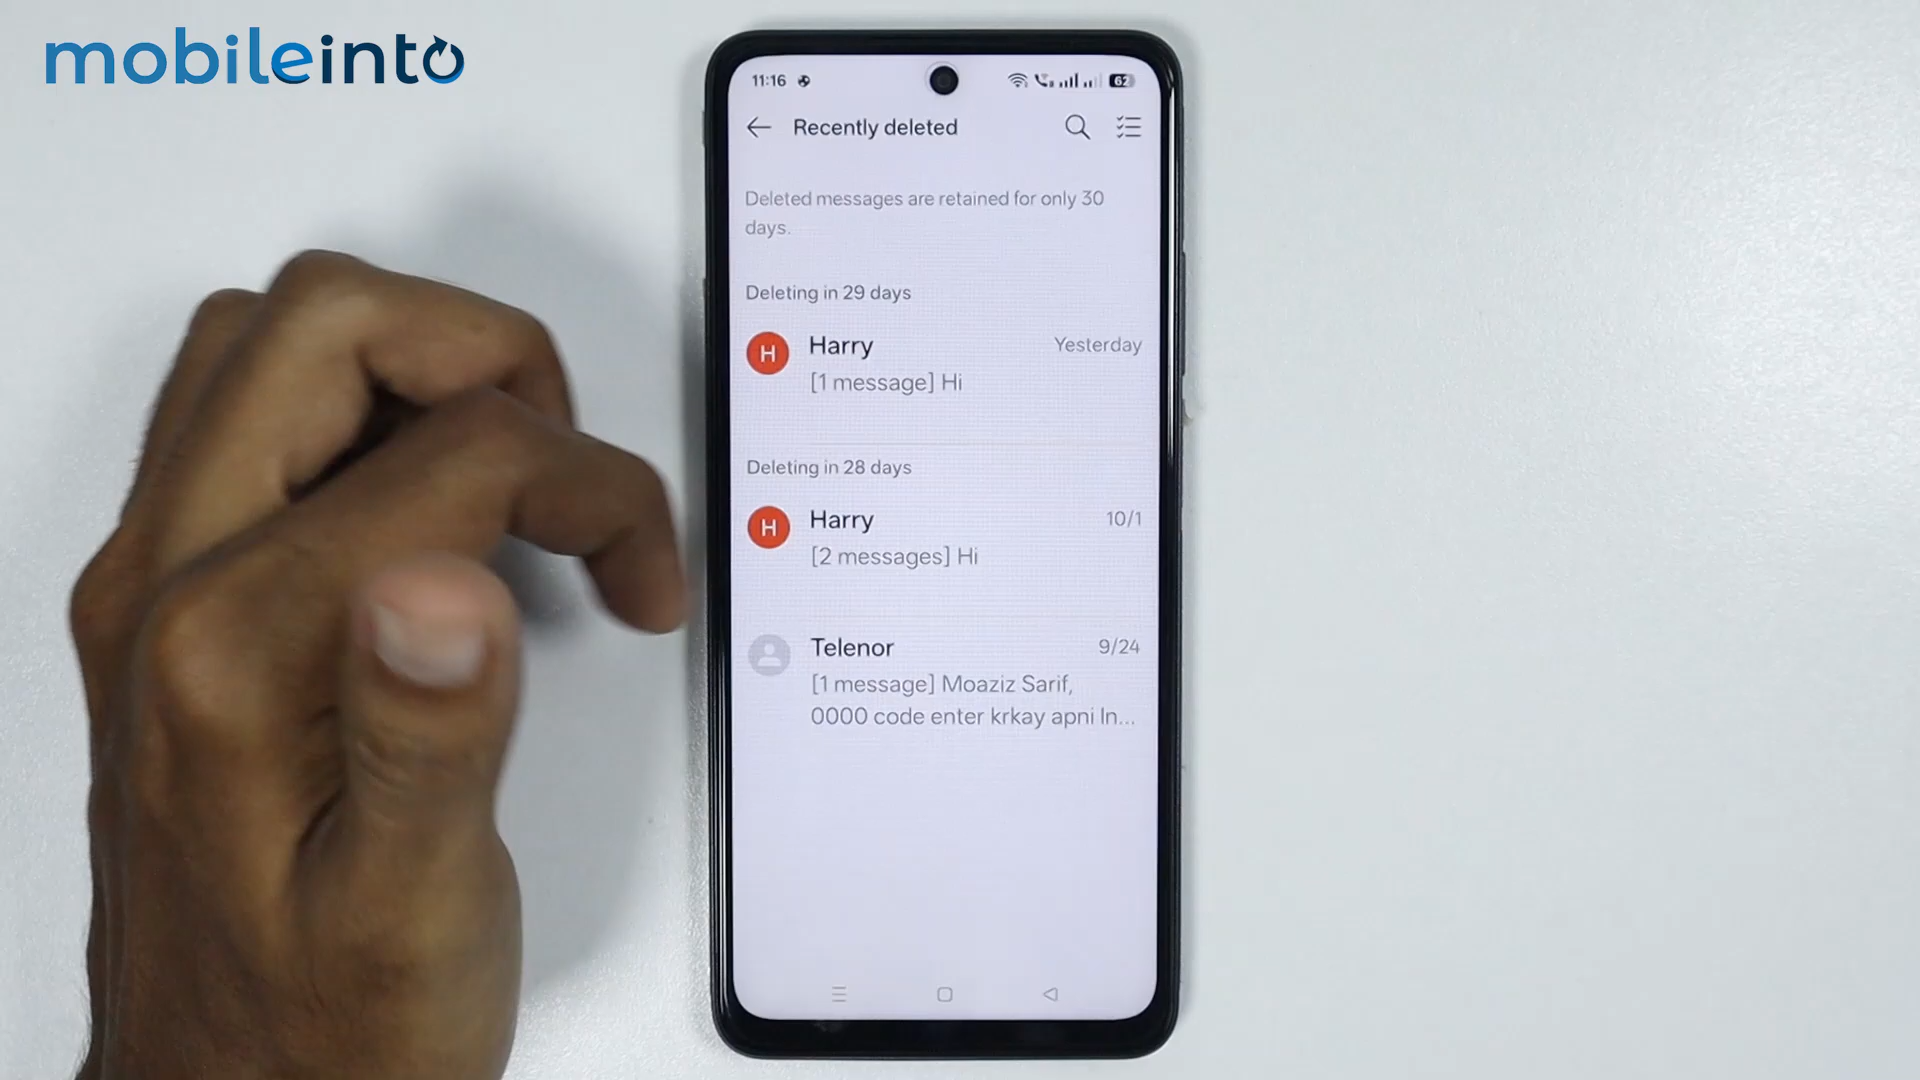 mobileinto
11:16
62
Recently deleted
Deleted messages are retained for only 30
days.
Deleting in 29 days
H
Harry
Yesterday
[1 message] Hi
Deleting in 28 days
H
Harry
10/1
[2 messages] Hi
Telenor
9/24
[1 message] Moaziz Sarif,
0000 code enter krkay apni In...